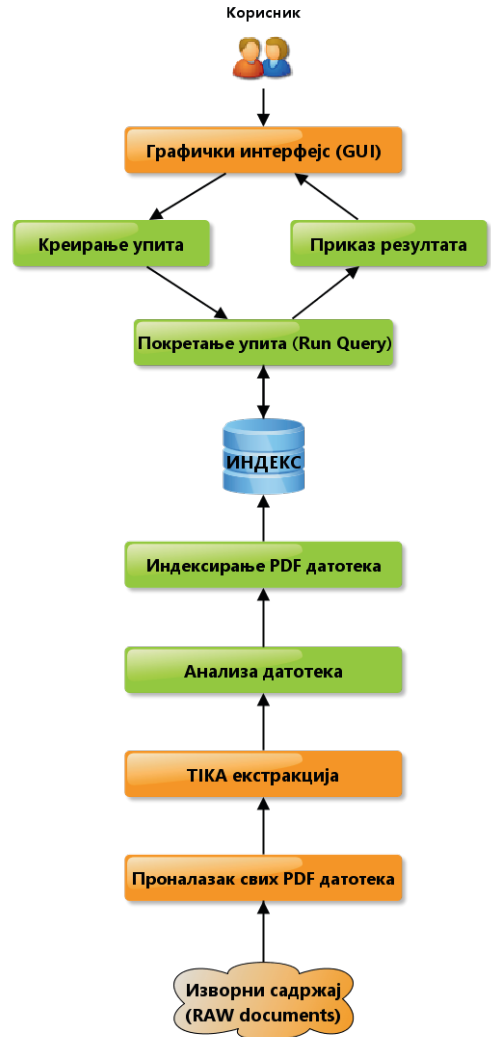 Корисник
Графички интерфејс (GUI)
Креирање упита
Приказ резултата
Покретање упита (Run Query)
ИНДЕКС
Индексирање PDF датотека
Анализа датотека
TIKA екстракција
Проналазак свих PDF датотека
Изворни садржај
(RAW documents)